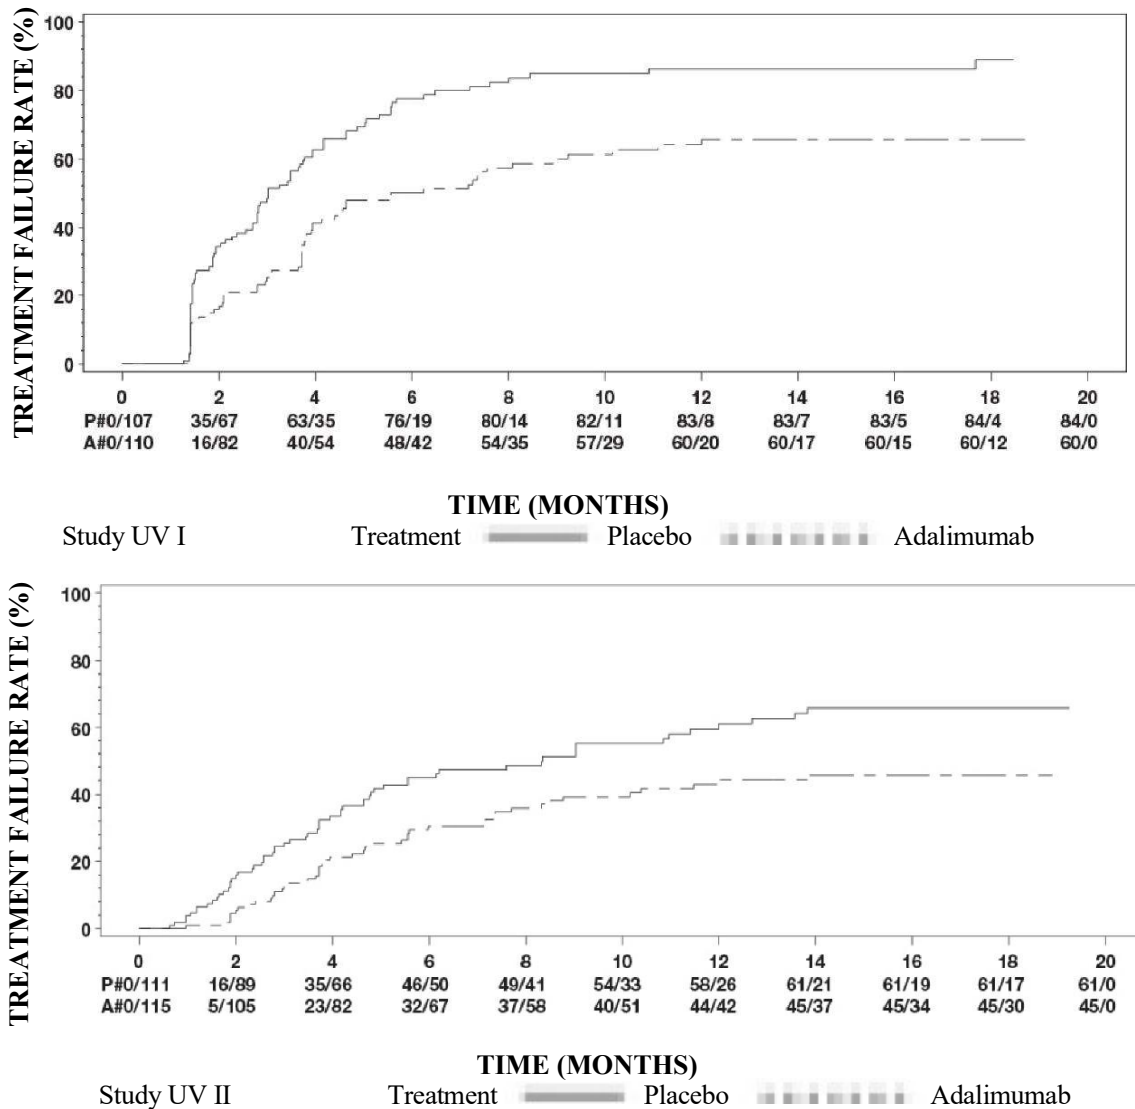 TREATMENT FAILURE RATE (%)
100
80
60
40
20
0
0 2 4 6 8 10 12 14 16 18 20
P#0/107 35/67 63/35 76/19 80/14 82/11 83/8 83/7 83/5 84/4 84/0
A#0/110 16/82 40/54 48/42 54/35 57/29 60/20 60/17 60/15 60/12 60/0
TIME (MONTHS)
Study UV I Treatment Placebo Adalimumab
TREATMENT FAILURE RATE (%)
100
80
60
40
20
0
0 2 4 6 8 10 12 14 16 18 20
P#0/111 16/89 35/66 46/50 49/41 54/33 58/26 61/21 61/19 61/17 61/0
A#0/115 5/105 23/82 32/67 37/58 40/51 44/42 45/37 45/34 45/30 45/0
TIME (MONTHS)
Study UV II Treatment Placebo Adalimumab